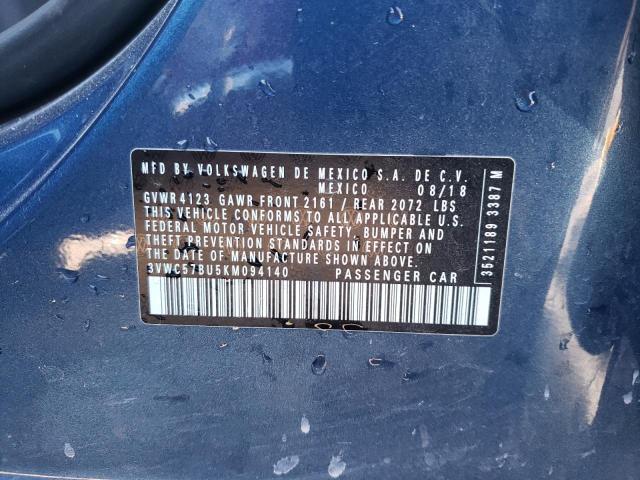 MFD BY VOLKSWAGEN DE MEXICO S.A. DE C.V.
MEXICO 08/18
GVWR4123 GAWR FRONT 2161 / REAR 2072 LBS
THIS VEHICLE CONFORMS TO ALL APPLICABLE U.S.
FEDERAL MOTOR VEHICLE SAFETY, BUMPER AND
THEFT PREVENTION STANDARDS IN EFFECT ON
THE DATE OF MANUFACTURE SHOWN ABOVE.
3VWC57BU5KM094140 PASSENGER CAR
3521189 3387 M